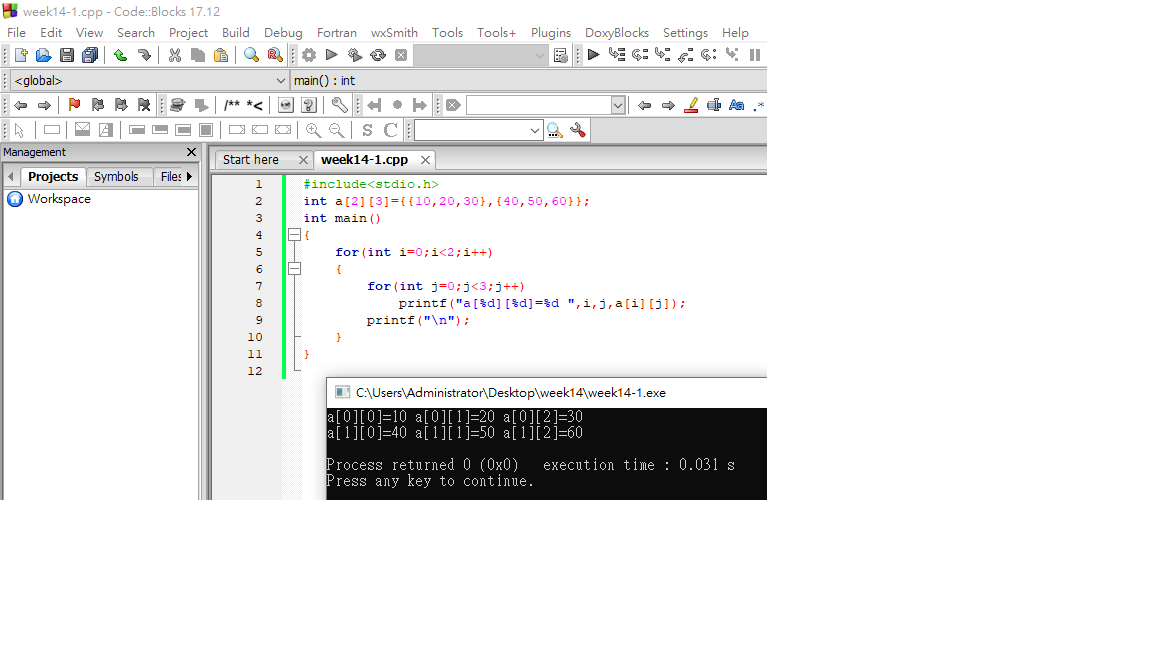 week14-1.cpp - Code::Blocks 17.12
File Edit View Search Project Build Debug Fortran wxSmith Tools Tools+ Plugins DoxyBlocks Settings Help
<global> main() : int
/** *<
S C
Management
Start here week14-1.cpp
Projects Symbols Files
Workspace
1 #include<stdio.h>
2 int a[2][3]={{10,20,30},{40,50,60}};
3 int main()
4 {
5 for(int i=0;i<2;i++)
6 {
7 for(int j=0;j<3;j++)
8 printf("a[%d][%d]=%d ",i,j,a[i][j]);
9 printf("\n");
10 }
11 }
12
C:\Users\Administrator\Desktop\week14\week14-1.exe
a[0][0]=10 a[0][1]=20 a[0][2]=30
a[1][0]=40 a[1][1]=50 a[1][2]=60
Process returned 0 (0x0)   execution time : 0.031 s
Press any key to continue.